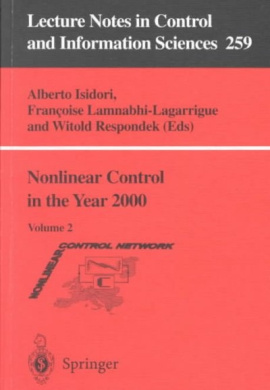 Lecture Notes in Control
and Information Sciences 259
Alberto Isidori,
Françoise Lamnabhi-Lagarrigue
and Witold Respondek (Eds)
Nonlinear Control
in the Year 2000
Volume 2
NONLINEAR CONTROL NETWORK
Springer